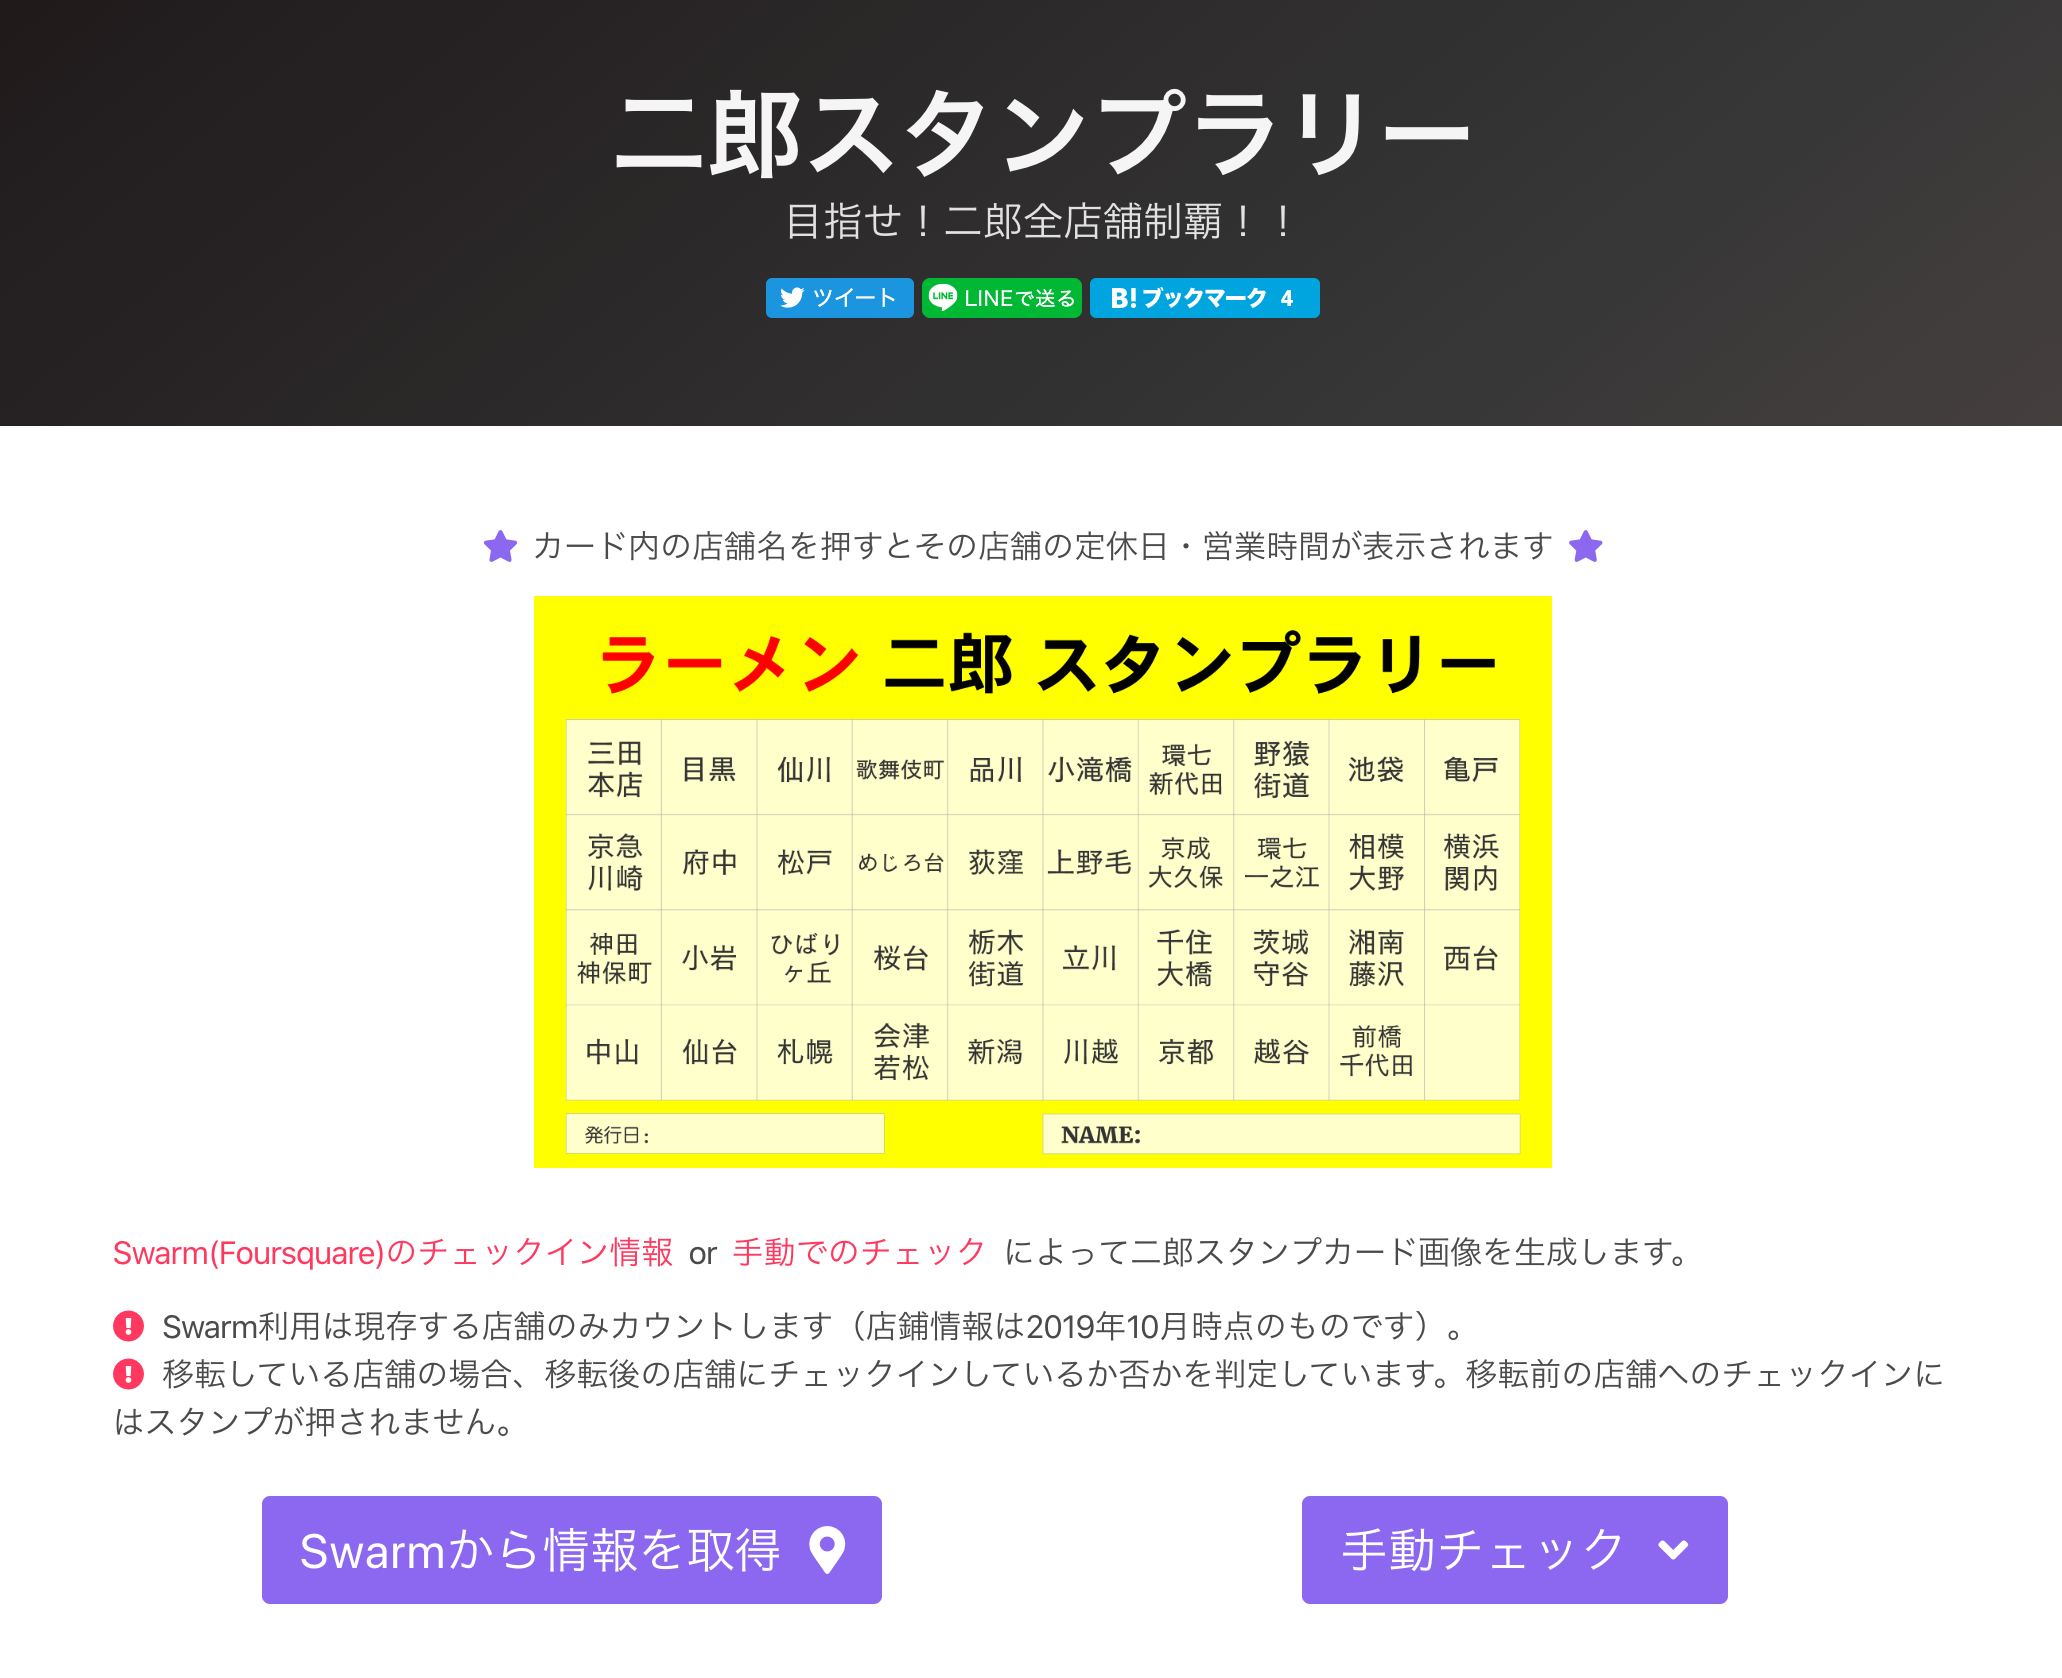 二郎スタンプラリー
目指せ！二郎全店舗制覇！！
ツイート LINE LINEで送る B! ブックマーク 4
カード内の店舗名を押すとその店舗の定休日・営業時間が表示されます
ラーメン 二郎 スタンプラリー
三田本店 目黒 仙川 歌舞伎町 品川 小滝橋 環七新代田 野猿街道 池袋 亀戸
京急川崎 府中 松戸 めじろ台 荻窪 上野毛 京成大久保 環七一之江 相模大野 横浜関内
神田神保町 小岩 ひばりヶ丘 桜台 栃木街道 立川 千住大橋 茨城守谷 湘南藤沢 西台
中山 仙台 札幌 会津若松 新潟 川越 京都 越谷 前橋千代田
発行日: NAME:
Swarm(Foursquare)のチェックイン情報 or 手動でのチェック によって二郎スタンプカード画像を生成します。
Swarm利用は現存する店舗のみカウントします（店鋪情報は2019年10月時点のものです）。
移転している店舗の場合、移転後の店舗にチェックインしているか否かを判定しています。移転前の店舗へのチェックインに
はスタンプが押されません。
Swarmから情報を取得 手動チェック